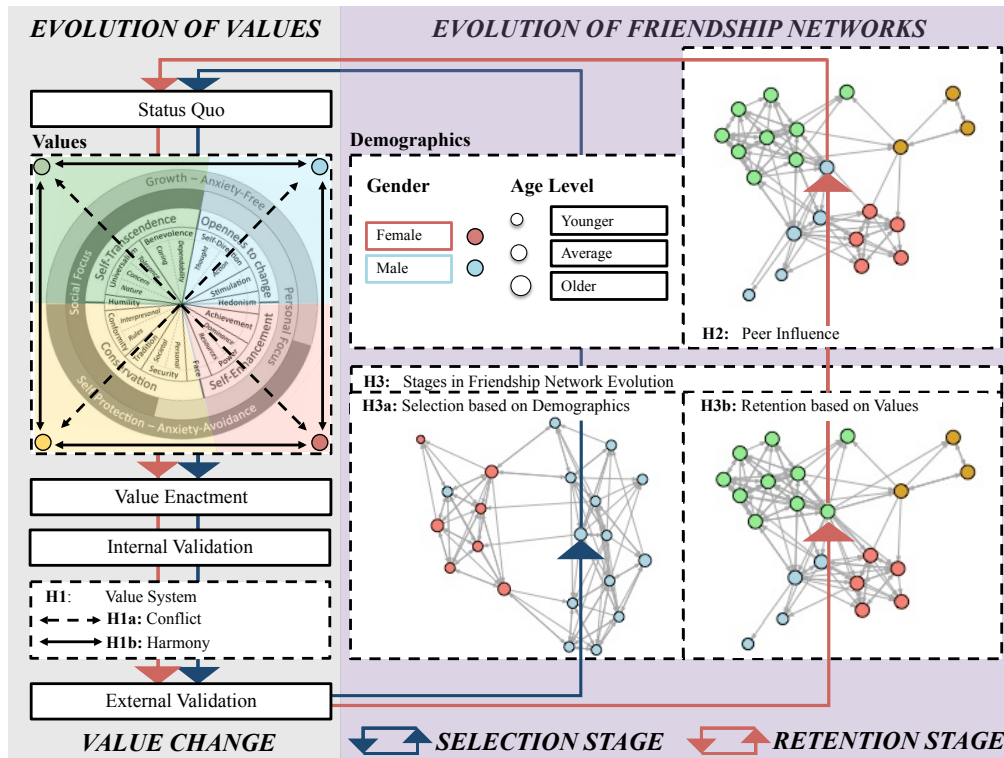 EVOLUTION OF VALUES
EVOLUTION OF FRIENDSHIP NETWORKS
Status Quo
Values
Growth – Anxiety-Free
Social Focus
Personal Focus
Self-Protection – Anxiety-Avoidance
Self-Transcendence
Openness to change
Conservation
Self-Enhancement
Benevolence
Dependability
Caring
Universalism
Tolerance
Concern
Nature
Humility
Self-Direction
Thought
Action
Stimulation
Hedonism
Achievement
Dominance
Power
Resources
Face
Security
Personal
Societal
Tradition
Conformity
Rules
Interpresonal
Value Enactment
Internal Validation
H1: Value System
H1a: Conflict
H1b: Harmony
External Validation
VALUE CHANGE
Demographics
Gender
Female
Male
Age Level
Younger
Average
Older
H2: Peer Influence
H3: Stages in Friendship Network Evolution
H3a: Selection based on Demographics
H3b: Retention based on Values
SELECTION STAGE
RETENTION STAGE